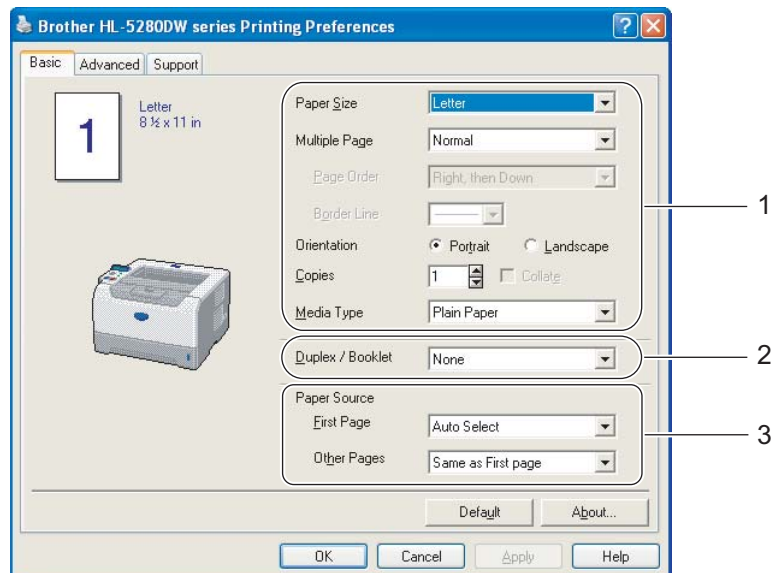 Brother HL-5280DW series Printing Preferences
Basic Advanced Support
1
Letter
8 ½ x 11 in
Paper Size Letter
Multiple Page Normal
Page Order Right, then Down
Border Line
Orientation Portrait Landscape
Copies 1 Collate
Media Type Plain Paper
1
Duplex / Booklet None
2
Paper Source
First Page Auto Select
Other Pages Same as First page
3
Default About...
OK Cancel Apply Help